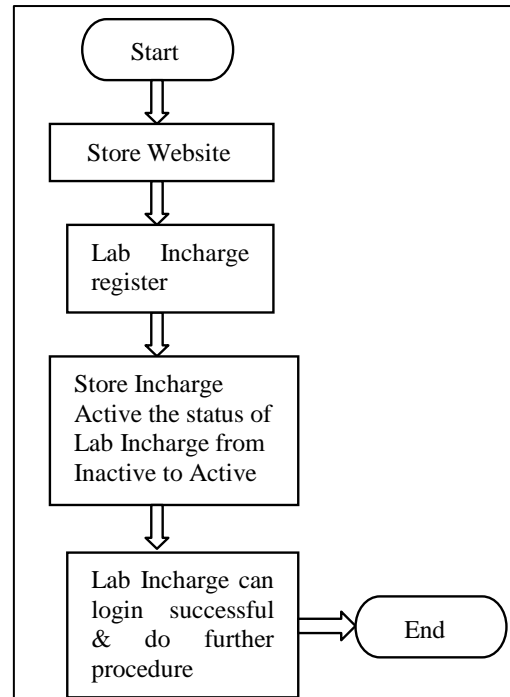 Start
Store Website
Lab Incharge
register
Store Incharge
Active the status of
Lab Incharge from
Inactive to Active
Lab Incharge can
login successful
& do further
procedure
End